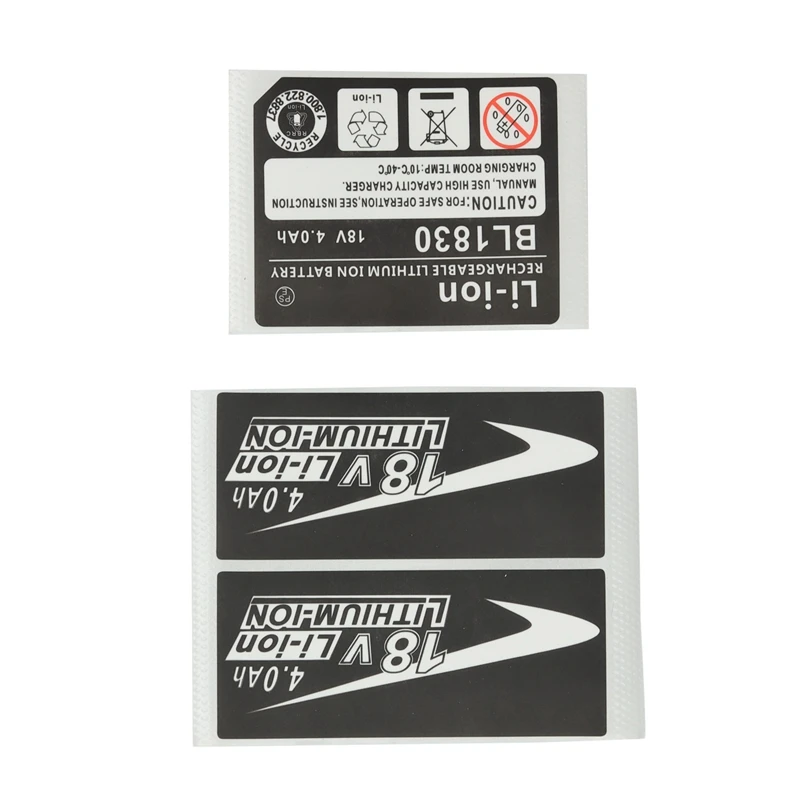 Li-ion
PS
E
RECHARGEABLE LITHIUM ION BATTERY
BL1830 18V 4.0Ah
CAUTION: FOR SAFE OPERATION,SEE INSTRUCTION
MANUAL, USE HIGH CAPACITY CHARGER.
CHARGING ROOM TEMP:10°C-40°C
Li-ion
RBRC
Li-ion
RECYCLE
1.800.822.8837
4.0Ah
18V Li-ion
LITHIUM-ION
4.0Ah
18V Li-ion
LITHIUM-ION